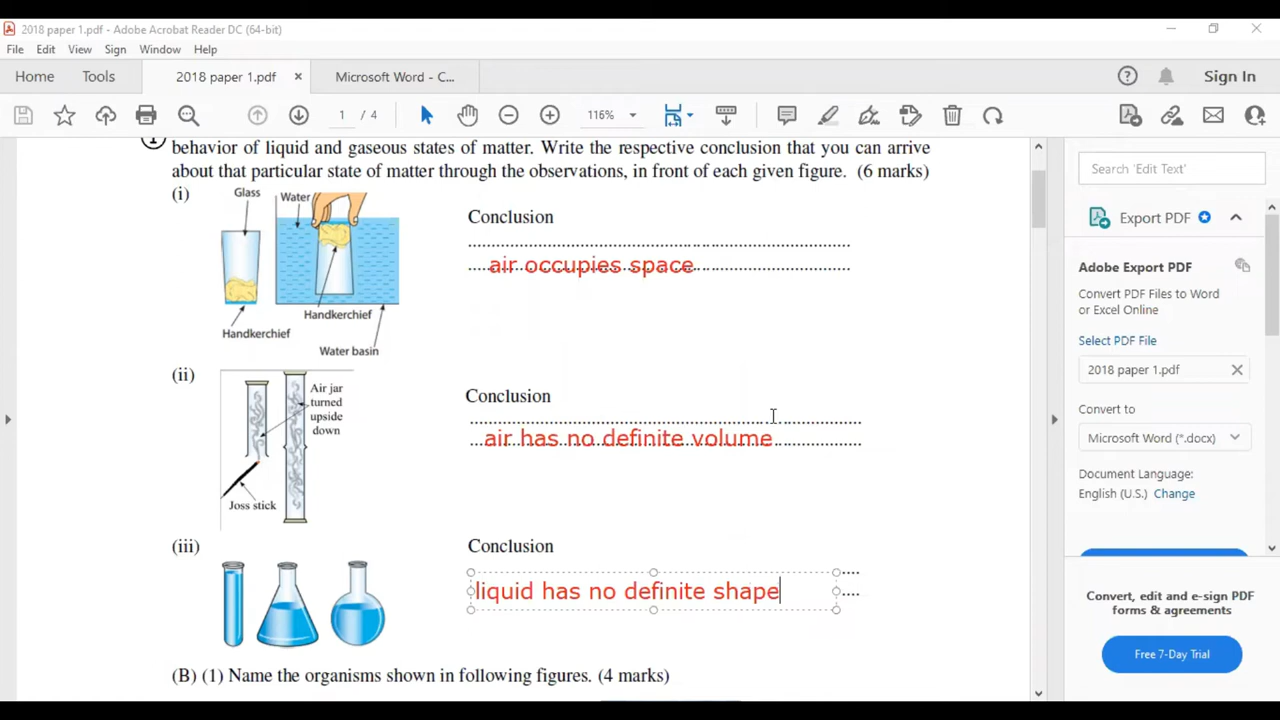 2018 paper 1.pdf - Adobe Acrobat Reader DC (64-bit)
File Edit View Sign Window Help
Home Tools 2018 paper 1.pdf × Microsoft Word - C... Sign In
1 / 4 116%
behavior of liquid and gaseous states of matter. Write the respective conclusion that you can arrive
about that particular state of matter through the observations, in front of each given figure. (6 marks)
(i)
Glass
Water
Handkerchief
Handkerchief
Water basin
Conclusion
air occupies space
(ii)
Air jar
turned
upside
down
Joss stick
Conclusion
air has no definite volume
(iii)
Conclusion
liquid has no definite shape
(B) (1) Name the organisms shown in following figures. (4 marks)
Search 'Edit Text'
Export PDF
Adobe Export PDF
Convert PDF Files to Word
or Excel Online
Select PDF File
2018 paper 1.pdf
Convert to
Microsoft Word (*.docx)
Document Language:
English (U.S.) Change
Convert, edit and e-sign PDF
forms & agreements
Free 7-Day Trial